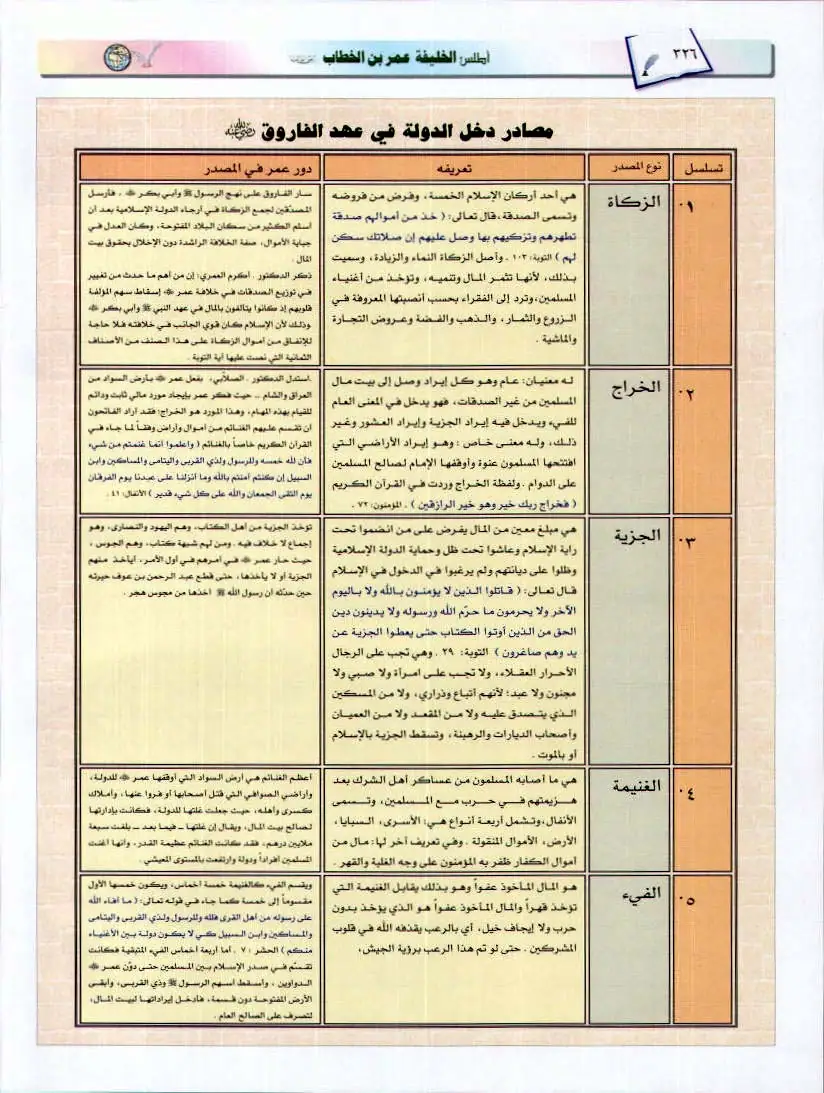 ٣٢٦
أطلس الخليفة عمر بن الخطاب
مصادر دخل الدولة في عهد الفاروق رضي الله عنه
تسلسل
نوع المصدر
تعريفه
دور عمر في المصدر
٠١
الزكاة
هي أحد أركان الإسلام الخمسة، وفرض من فروضه
وتسمى الصدقة، قال تعالى: ( خذ من أموالهم صدقة
تطهرهم وتزكيهم بها وصل عليهم إن صلاتك سكن
لهم ) التوبة: ١٠٣. وأصل الزكاة النماء والزيادة، وسميت
بذلك، لأنها تثمر المال وتنميه، وتؤخذ من أغنياء
المسلمين، وترد إلى الفقراء بحسب أنصبتها المعروفة في
الزروع والثمار، والذهب والفضة وعروض التجارة
والماشية .
سار الفاروق على نهج الرسول ﷺ وأبي بكر ، فأرسل
المصدّقين لجمع الزكاة في أرجاء الدولة الإسلامية بعد أن
أسلم الكثير من سكان البلاد المفتوحة، وكان العدل في
جباية الأموال، صفة الخلافة الراشدة دون الإخلال بحقوق بيت
المال.
ذكر الدكتور . أكرم العمري: إن من أهم ما حدث من تغيير
في توزيع الصدقات في خلافة عمر إسقاط سهم المؤلفة
قلوبهم إذ كانوا يتألفون بالمال في عهد النبي ﷺ وأبي بكر
وذلك لأن الإسلام كان قوي الجانب في خلافته فلا حاجة
للإنفاق من أموال الزكاة على هذا الصنف من الأصناف
الثمانية التي نصت عليها آية التوبة .
٠٢
الخراج
له معنيان: عام وهو كل إيراد وصل إلى بيت مال
المسلمين من غير الصدقات، فهو يدخل في المعنى العام
للفيء ويدخل فيه إيراد الجزية وإيراد العشور وغير
ذلك، وله معنى خاص : وهو إيراد الأراضي التي
افتتحها المسلمون عنوة وأوقفها الإمام لصالح المسلمين
على الدوام . ولفظة الخراج وردت في القرآن الكريم
( فخراج ربك خير وهو خير الرازقين ) . المؤمنون: ٧٢ .
استدل الدكتور . الصلّابي، بفعل عمر بأرض السواد من
العراق والشام .. حيث فكر عمر بإيجاد مورد مالي ثابت ودائم
للقيام بهذه المهام، وهذا المورد هو الخراج: فقد أراد الفاتحون
أن تقسم عليهم الغنائم من أموال وأراض وفقاً لما جاء في
القرآن الكريم خاصاً بالغنائم ( واعلموا أنما غنمتم من شيء
فأن لله خمسه وللرسول ولذي القربى واليتامى والمساكين وابن
السبيل إن كنتم آمنتم بالله وما أنزلنا على عبدنا يوم الفرقان
يوم التقى الجمعان والله على كل شيء قدير ) الأنفال: ٤١ .
٠٣
الجزية
هي مبلغ معين من المال يفرض على من انضموا تحت
راية الإسلام وعاشوا تحت ظل وحماية الدولة الإسلامية
وظلوا على ديانتهم ولم يرغبوا في الدخول في الإسلام
قال تعالى: ( قاتلوا الذين لا يؤمنون بالله ولا باليوم
الآخر ولا يحرمون ما حرّم الله ورسوله ولا يدينون دين
الحق من الذين أوتوا الكتاب حتى يعطوا الجزية عن
يد وهم صاغرون ) التوبة: ٢٩ . وهي تجب على الرجال
الأحرار العقلاء، ولا تجب على امرأة ولا صبي ولا
مجنون ولا عبد؛ لأنهم أتباع وذراري، ولا من المسكين
الذي يتصدق عليه ولا من المقعد ولا من العميان
وأصحاب الديارات والرهبنة، وتسقط الجزية بالإسلام
أو بالموت .
تؤخذ الجزية من أهل الكتاب، وهم اليهود والنصارى، وهو
إجماع لا خلاف فيه . ومن لهم شبهة كتاب، وهم المجوس ،
حيث حار عمر في أمرهم في أول الأمر، أيأخذ منهم
الجزية أو لا يأخذها، حتى قطع عبد الرحمن بن عوف حيرته
حين حدّثه أن رسول الله ﷺ أخذها من مجوس هجر .
٠٤
الغنيمة
هي ما أصابه المسلمون من عساكر أهل الشرك بعد
هزيمتهم في حرب مع المسلمين، وتسمى
الأنفال، وتشمل أربعة أنواع هي: الأسرى، السبايا،
الأرض، الأموال المنقولة . وفي تعريف آخر لها: مال من
أموال الكفار ظفر به المؤمنون على وجه الغلبة والقهر .
أعظم الغنائم هي أرض السواد التي أوقفها عمر للدولة،
وأراضي الصوافي التي قتل أصحابها أو فروا عنها، وأملاك
كسرى وأهله، حيث جعلت غلتها للدولة، فكانت بإدارتها
لصالح بيت المال، ويقال إن غلتها - فيما بعد - بلغت سبعة
ملايين درهم، فقد كانت الغنائم عظيمة القدر، وأنها أغنت
المسلمين أفراداً ودولة وارتفعت بالمستوى المعيشي .
٠٥
الفيء
هو المال المأخوذ عفواً وهو بذلك يقابل الغنيمة التي
تؤخذ قهراً والمال المأخوذ عفواً هو الذي يؤخذ بدون
حرب ولا إيجاف خيل، أي بالرعب يقذفه الله في قلوب
المشركين . حتى لو تم هذا الرعب برؤية الجيش،
ويقسم الفيء كالغنيمة خمسة أخماس، ويكون خمسها الأول
مقسوماً إلى خمسة كما جاء في قوله تعالى: ( ما أفاء الله
على رسوله من أهل القرى فلله وللرسول ولذي القربى واليتامى
والمساكين وابن السبيل كي لا يكون دولة بين الأغنياء
منكم ) الحشر : ٧ . أما أربعة أخماس الفيء المتبقية فكانت
تقسّم في صدر الإسلام بين المسلمين حتى دوّن عمر
الدواوين ، وأسقط أسهم الرسول ﷺ وذي القربى، وأبقى
الأرض المفتوحة دون قسمة، فأدخل إيراداتها لبيت المال،
لتصرف على الصالح العام .